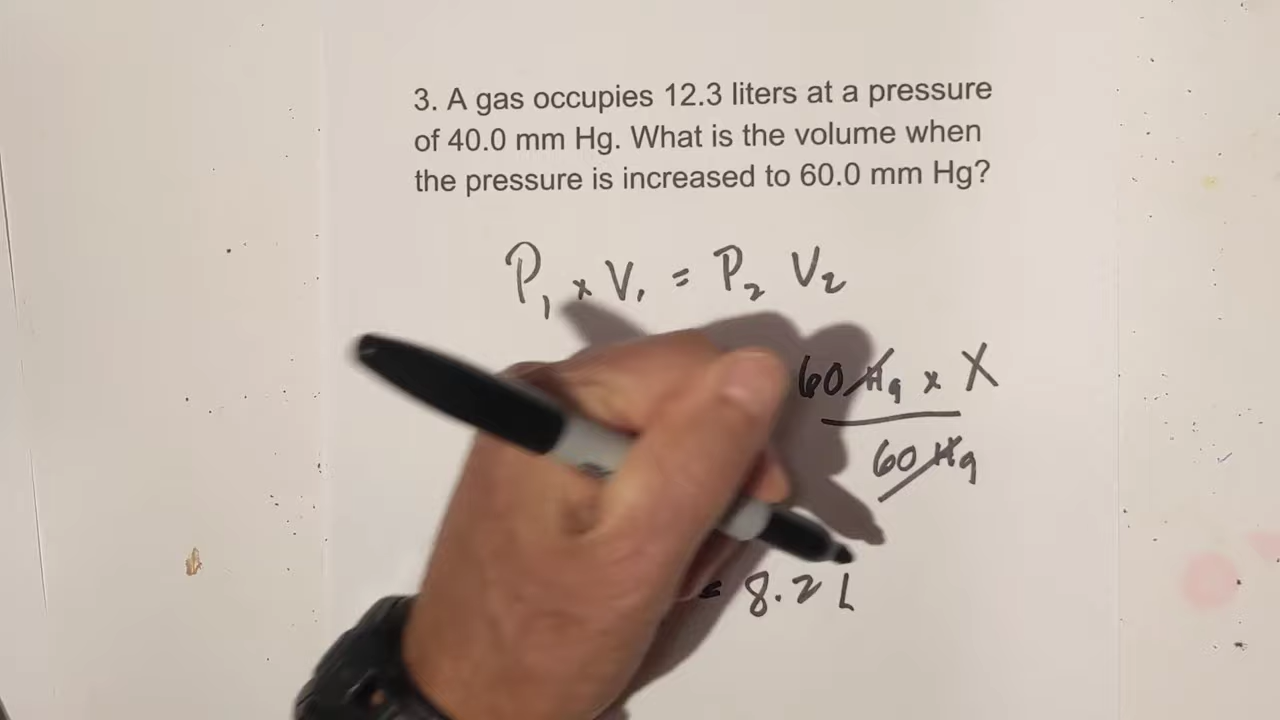 3. A gas occupies 12.3 liters at a pressure
of 40.0 mm Hg. What is the volume when
the pressure is increased to 60.0 mm Hg?
P₁ x V₁ = P₂ V₂
60 Hg x X
60 Hg
= 8.2 L